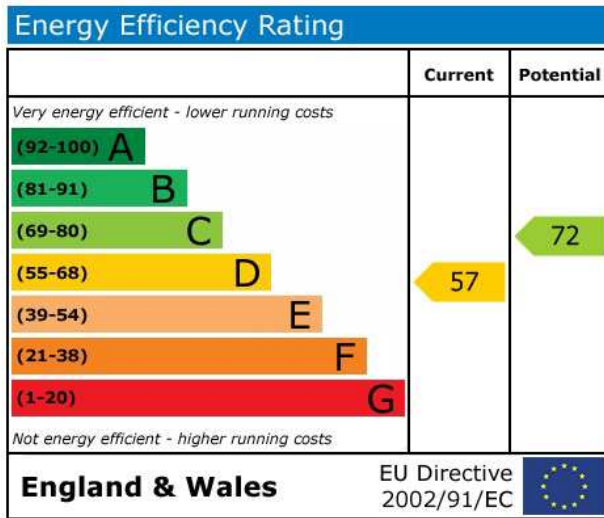 Energy Efficiency Rating
Current Potential
Very energy efficient - lower running costs
(92-100) A
(81-91) B
(69-80) C
72
(55-68) D
57
(39-54) E
(21-38) F
(1-20) G
Not energy efficient - higher running costs
England & Wales
EU Directive
2002/91/EC